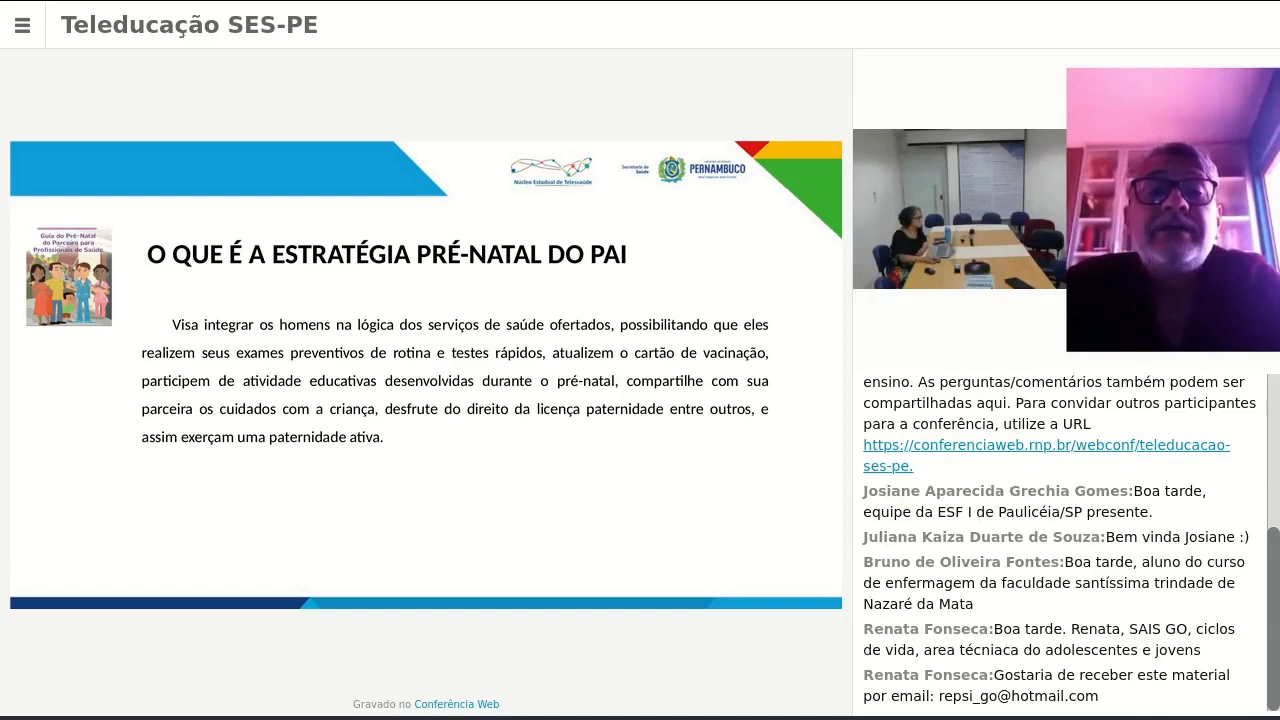 Teleducação SES-PE
Núcleo Estadual de Telessaúde
Secretaria de
Saúde
PERNAMBUCO
Guia do Pré-Natal
do Parceiro para
Profissionais de Saúde
O QUE É A ESTRATÉGIA PRÉ-NATAL DO PAI
Visa integrar os homens na lógica dos serviços de saúde ofertados, possibilitando que eles
realizem seus exames preventivos de rotina e testes rápidos, atualizem o cartão de vacinação,
participem de atividade educativas desenvolvidas durante o pré-natal, compartilhe com sua
parceira os cuidados com a criança, desfrute do direito da licença paternidade entre outros, e
assim exerçam uma paternidade ativa.
Gravado no Conferência Web
ensino. As perguntas/comentários também podem ser
compartilhadas aqui. Para convidar outros participantes
para a conferência, utilize a URL
https://conferenciaweb.rnp.br/webconf/teleducacao-
ses-pe.
Josiane Aparecida Grechia Gomes:Boa tarde,
equipe da ESF I de Paulicéia/SP presente.
Juliana Kaiza Duarte de Souza:Bem vinda Josiane :)
Bruno de Oliveira Fontes:Boa tarde, aluno do curso
de enfermagem da faculdade santíssima trindade de
Nazaré da Mata
Renata Fonseca:Boa tarde. Renata, SAIS GO, ciclos
de vida, area técniaca do adolescentes e jovens
Renata Fonseca:Gostaria de receber este material
por email: repsi_go@hotmail.com